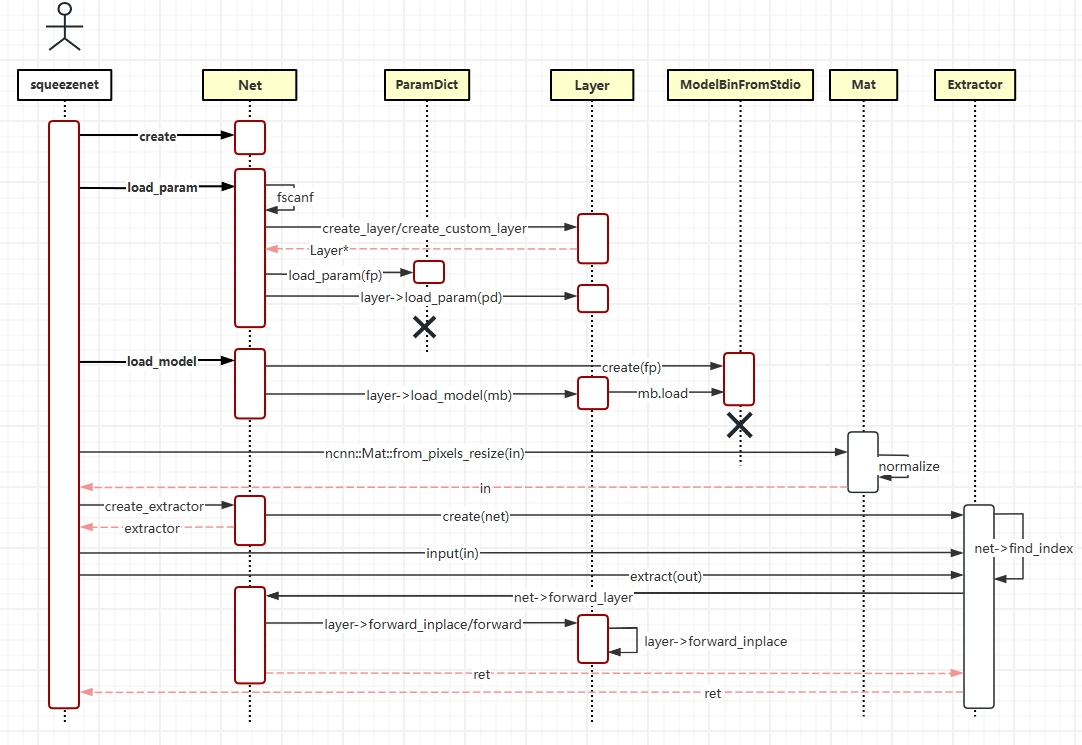 squeezenet
Net
ParamDict
Layer
ModelBinFromStdio
Mat
Extractor
create
load_param
fscanf
create_layer/create_custom_layer
Layer*
load_param(fp)
layer->load_param(pd)
load_model
create(fp)
layer->load_model(mb)
mb.load
ncnn::Mat::from_pixels_resize(in)
normalize
in
create_extractor
create(net)
extractor
net->find_index
input(in)
extract(out)
net->forward_layer
layer->forward_inplace/forward
layer->forward_inplace
ret
ret